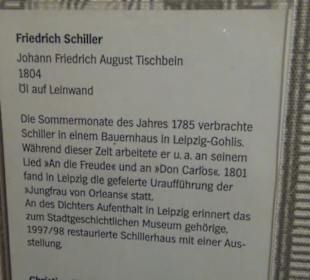 Friedrich Schiller
Johann Friedrich August Tischbein
1804
Öl auf Leinwand
Die Sommermonate des Jahres 1785 verbrachte
Schiller in einem Bauernhaus in Leipzig-Gohlis.
Während dieser Zeit arbeitete er u. a. an seinem
Lied »An die Freude« und an »Don Carlos«. 1801
fand in Leipzig die gefeierte Uraufführung der
»Jungfrau von Orleans« statt.
An des Dichters Aufenthalt in Leipzig erinnert das
zum Stadtgeschichtlichen Museum gehörige,
1997/98 restaurierte Schillerhaus mit einer Aus-
stellung.